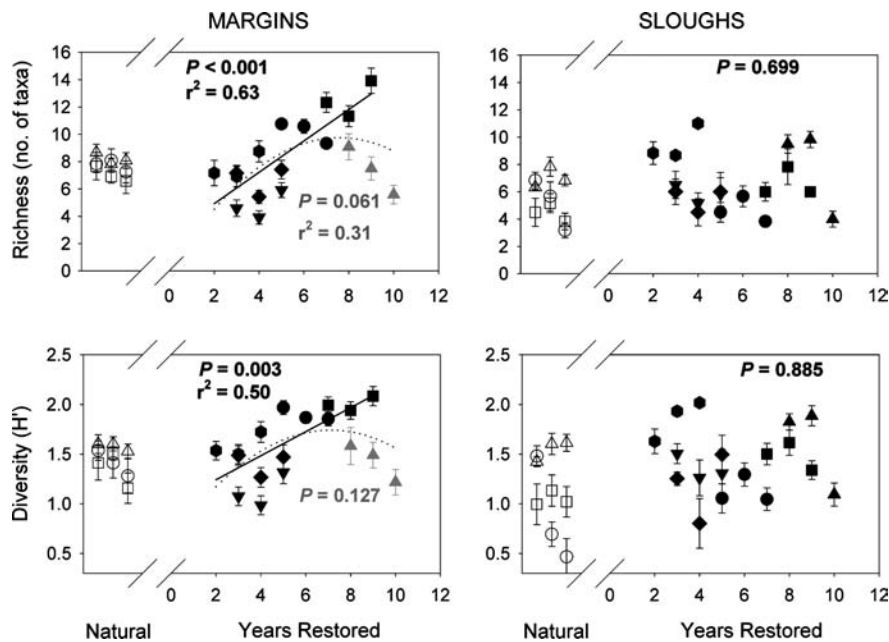 MARGINS
SLOUGHS
Richness (no. of taxa)
16
14
12
10
8
6
4
2
0
P < 0.001
r² = 0.63
P = 0.061
r² = 0.31
0 2 4 6 8 10 12
16
14
12
10
8
6
4
2
0
P = 0.699
0 2 4 6 8 10 12
Diversity (H')
2.5
2.0
1.5
1.0
0.5
P = 0.003
r² = 0.50
P = 0.127
0 2 4 6 8 10 12
Natural
Years Restored
2.5
2.0
1.5
1.0
0.5
P = 0.885
0 2 4 6 8 10 12
Natural
Years Restored